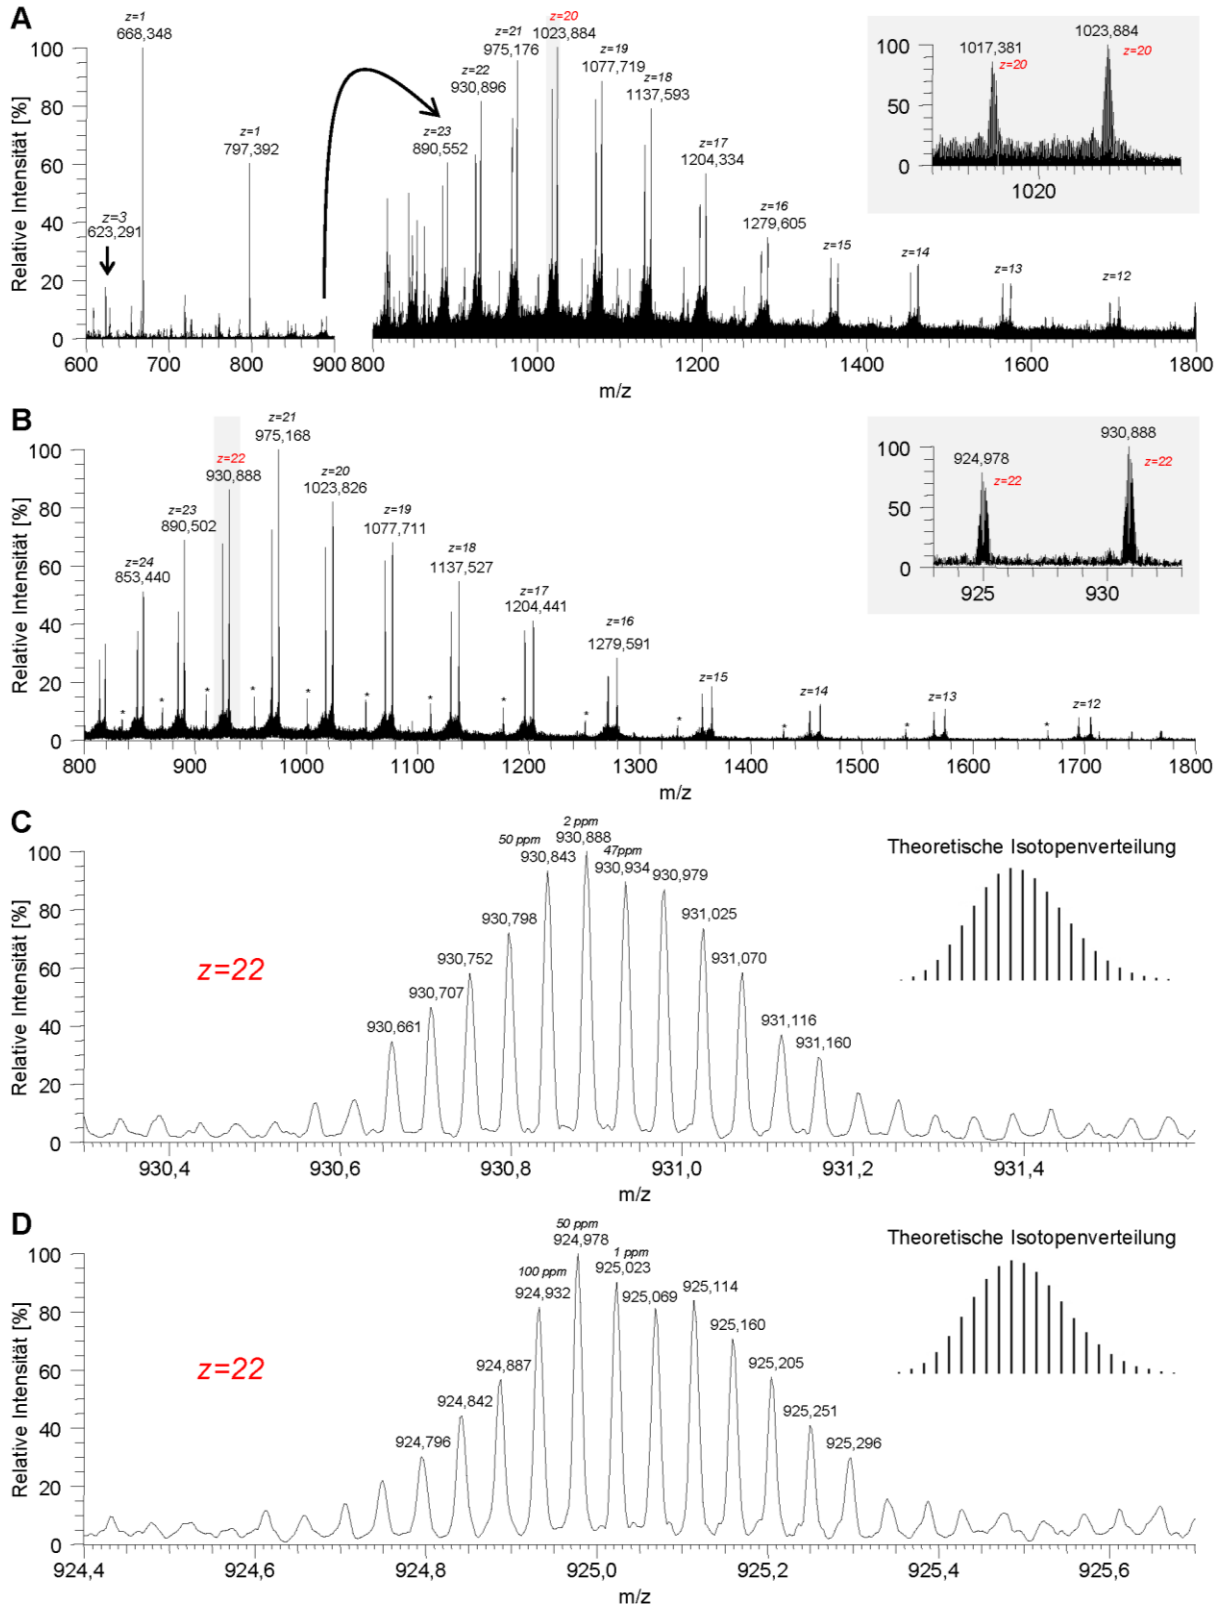 A
z=1
668,348
z=1
797,392
z=3
623,291
z=23
890,552
z=22
930,896
z=21
975,176
z=20
1023,884
z=19
1077,719
z=18
1137,593
z=17
1204,334
z=16
1279,605
z=15
z=14
z=13
z=12
1017,381
z=20
1023,884
z=20
100
50
0
1020
Relative Intensität [%]
100
80
60
40
20
0
600 700 800 900 800 1000 1200 1400 1600 1800
m/z
B
z=24
853,440
z=23
890,502
z=22
930,888
z=21
975,168
z=20
1023,826
z=19
1077,711
z=18
1137,527
z=17
1204,441
z=16
1279,591
z=15
z=14
z=13
z=12
* * * * * * * * * * * *
924,978
z=22
930,888
z=22
100
50
0
925 930
Relative Intensität [%]
100
80
60
40
20
0
800 900 1000 1100 1200 1300 1400 1500 1600 1700 1800
m/z
C
z=22
930,661
930,707
930,752
930,798
50 ppm
930,843
2 ppm
930,888
47ppm
930,934
930,979
931,025
931,070
931,116
931,160
Theoretische Isotopenverteilung
Relative Intensität [%]
100
80
60
40
20
0
930,4 930,6 930,8 931,0 931,2 931,4
m/z
D
z=22
924,796
924,842
924,887
100 ppm
924,932
50 ppm
924,978
1 ppm
925,023
925,069
925,114
925,160
925,205
925,251
925,296
Theoretische Isotopenverteilung
Relative Intensität [%]
100
80
60
40
20
0
924,4 924,6 924,8 925,0 925,2 925,4 925,6
m/z